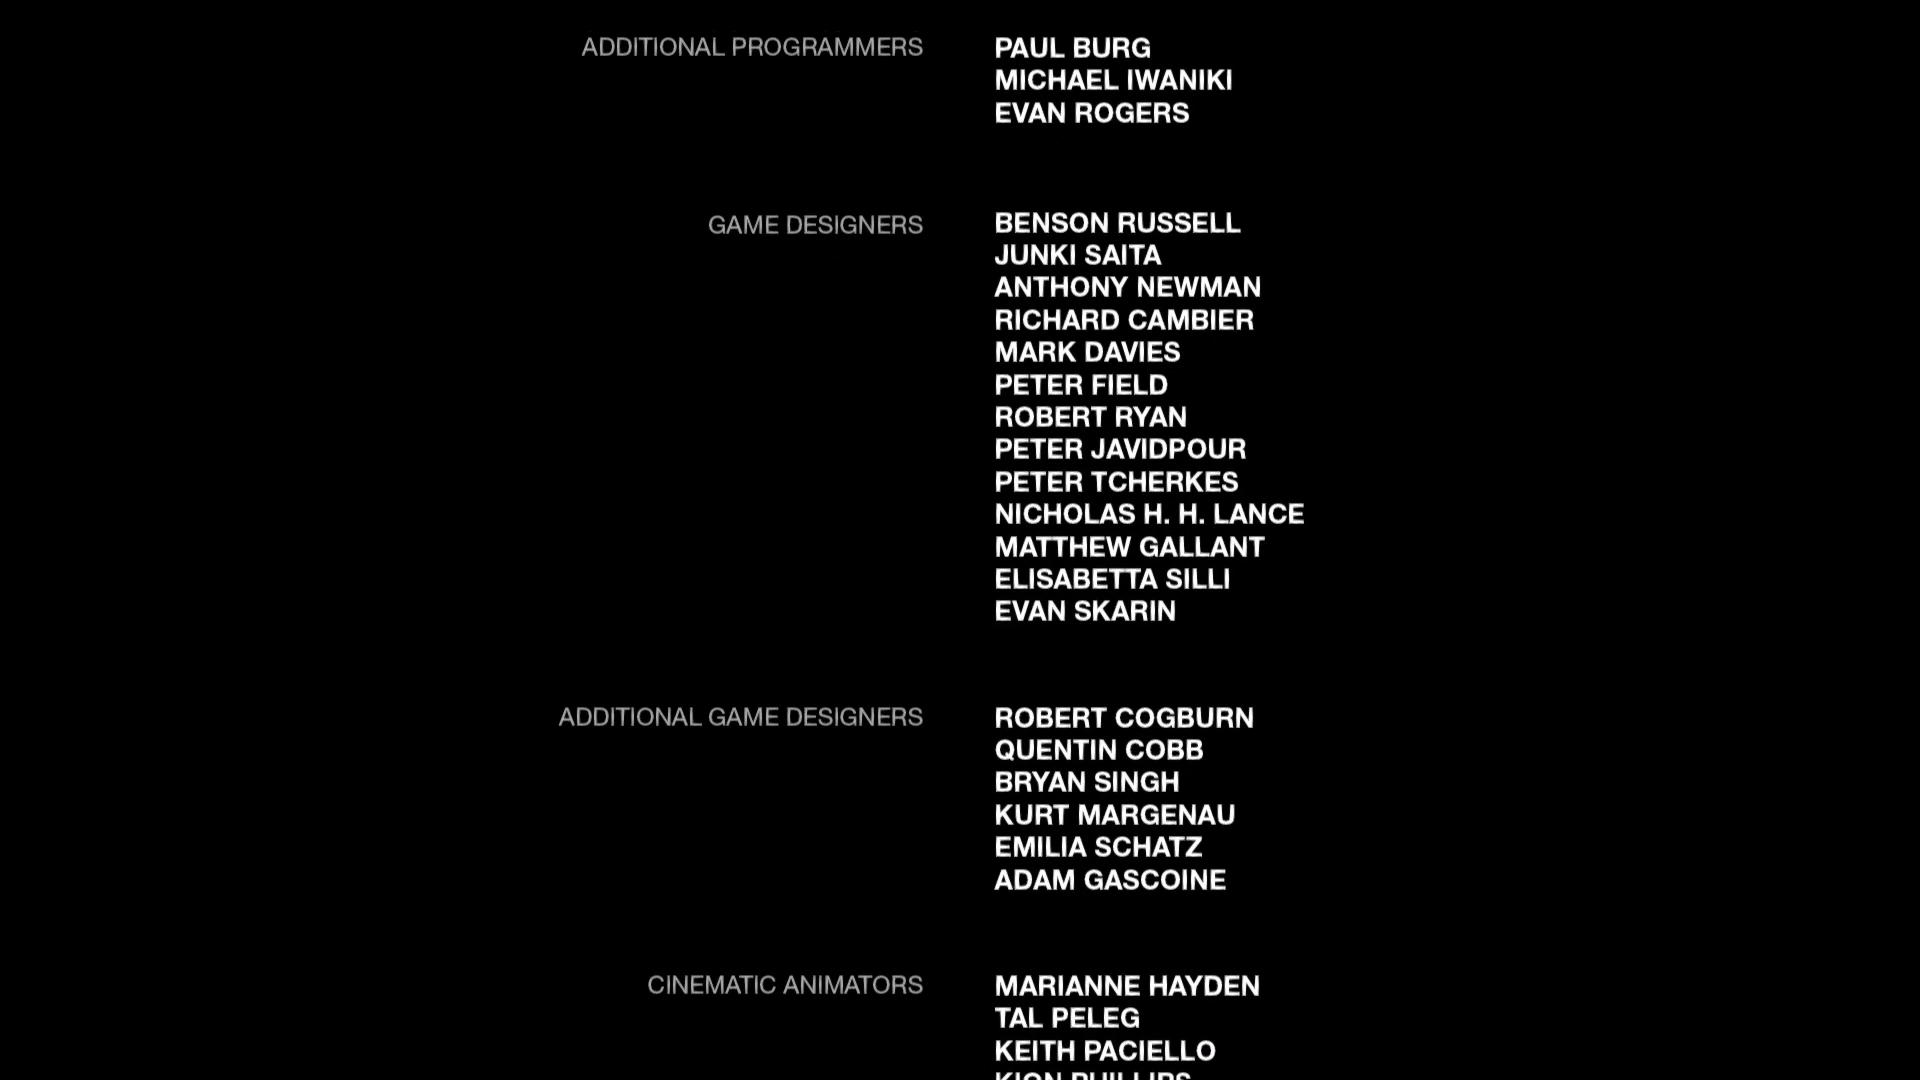 ADDITIONAL PROGRAMMERS
PAUL BURG
MICHAEL IWANIKI
EVAN ROGERS
GAME DESIGNERS
BENSON RUSSELL
JUNKI SAITA
ANTHONY NEWMAN
RICHARD CAMBIER
MARK DAVIES
PETER FIELD
ROBERT RYAN
PETER JAVIDPOUR
PETER TCHERKES
NICHOLAS H. H. LANCE
MATTHEW GALLANT
ELISABETTA SILLI
EVAN SKARIN
ADDITIONAL GAME DESIGNERS
ROBERT COGBURN
QUENTIN COBB
BRYAN SINGH
KURT MARGENAU
EMILIA SCHATZ
ADAM GASCOINE
CINEMATIC ANIMATORS
MARIANNE HAYDEN
TAL PELEG
KEITH PACIELLO